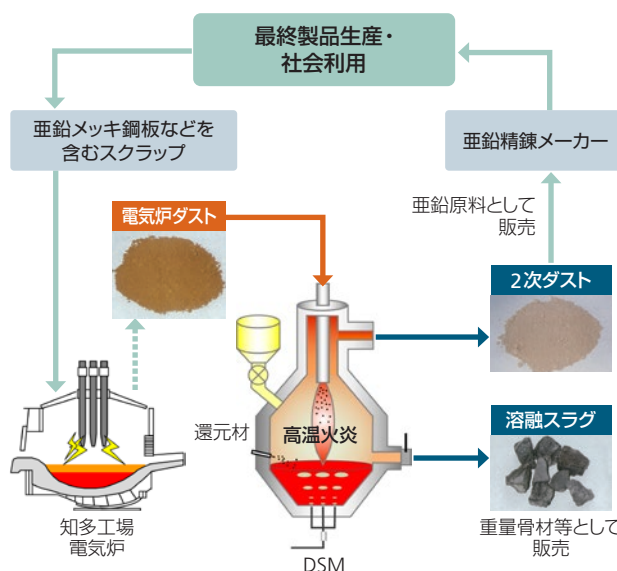 最終製品生産・
社会利用
亜鉛メッキ鋼板などを
含むスクラップ
亜鉛精錬メーカー
電気炉ダスト
亜鉛原料として
販売
2次ダスト
還元材
高温火炎
溶融スラグ
知多工場
電気炉
DSM
重量骨材等として
販売